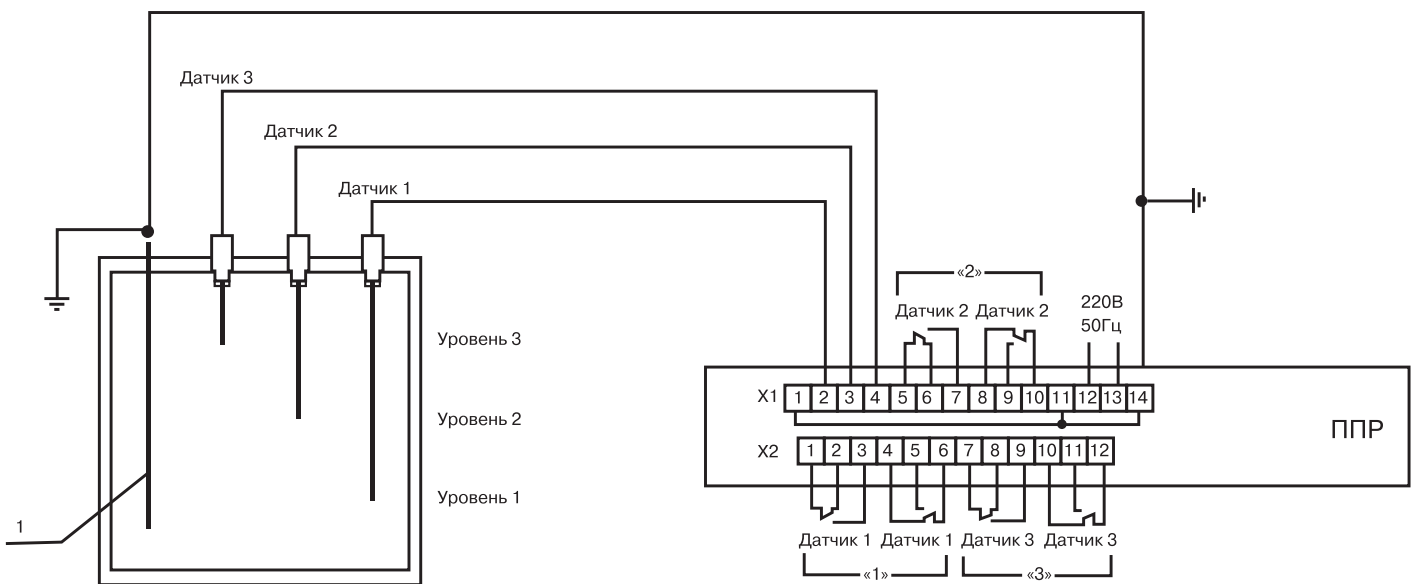 Датчик 3
Датчик 2
Датчик 1
Уровень 3
Уровень 2
Уровень 1
1
«2»
Датчик 2 Датчик 2
220В
50Гц
X1 1 2 3 4 5 6 7 8 9 10 11 12 13 14
ППР
X2 1 2 3 4 5 6 7 8 9 10 11 12
Датчик 1 Датчик 1 Датчик 3 Датчик 3
«1» «3»